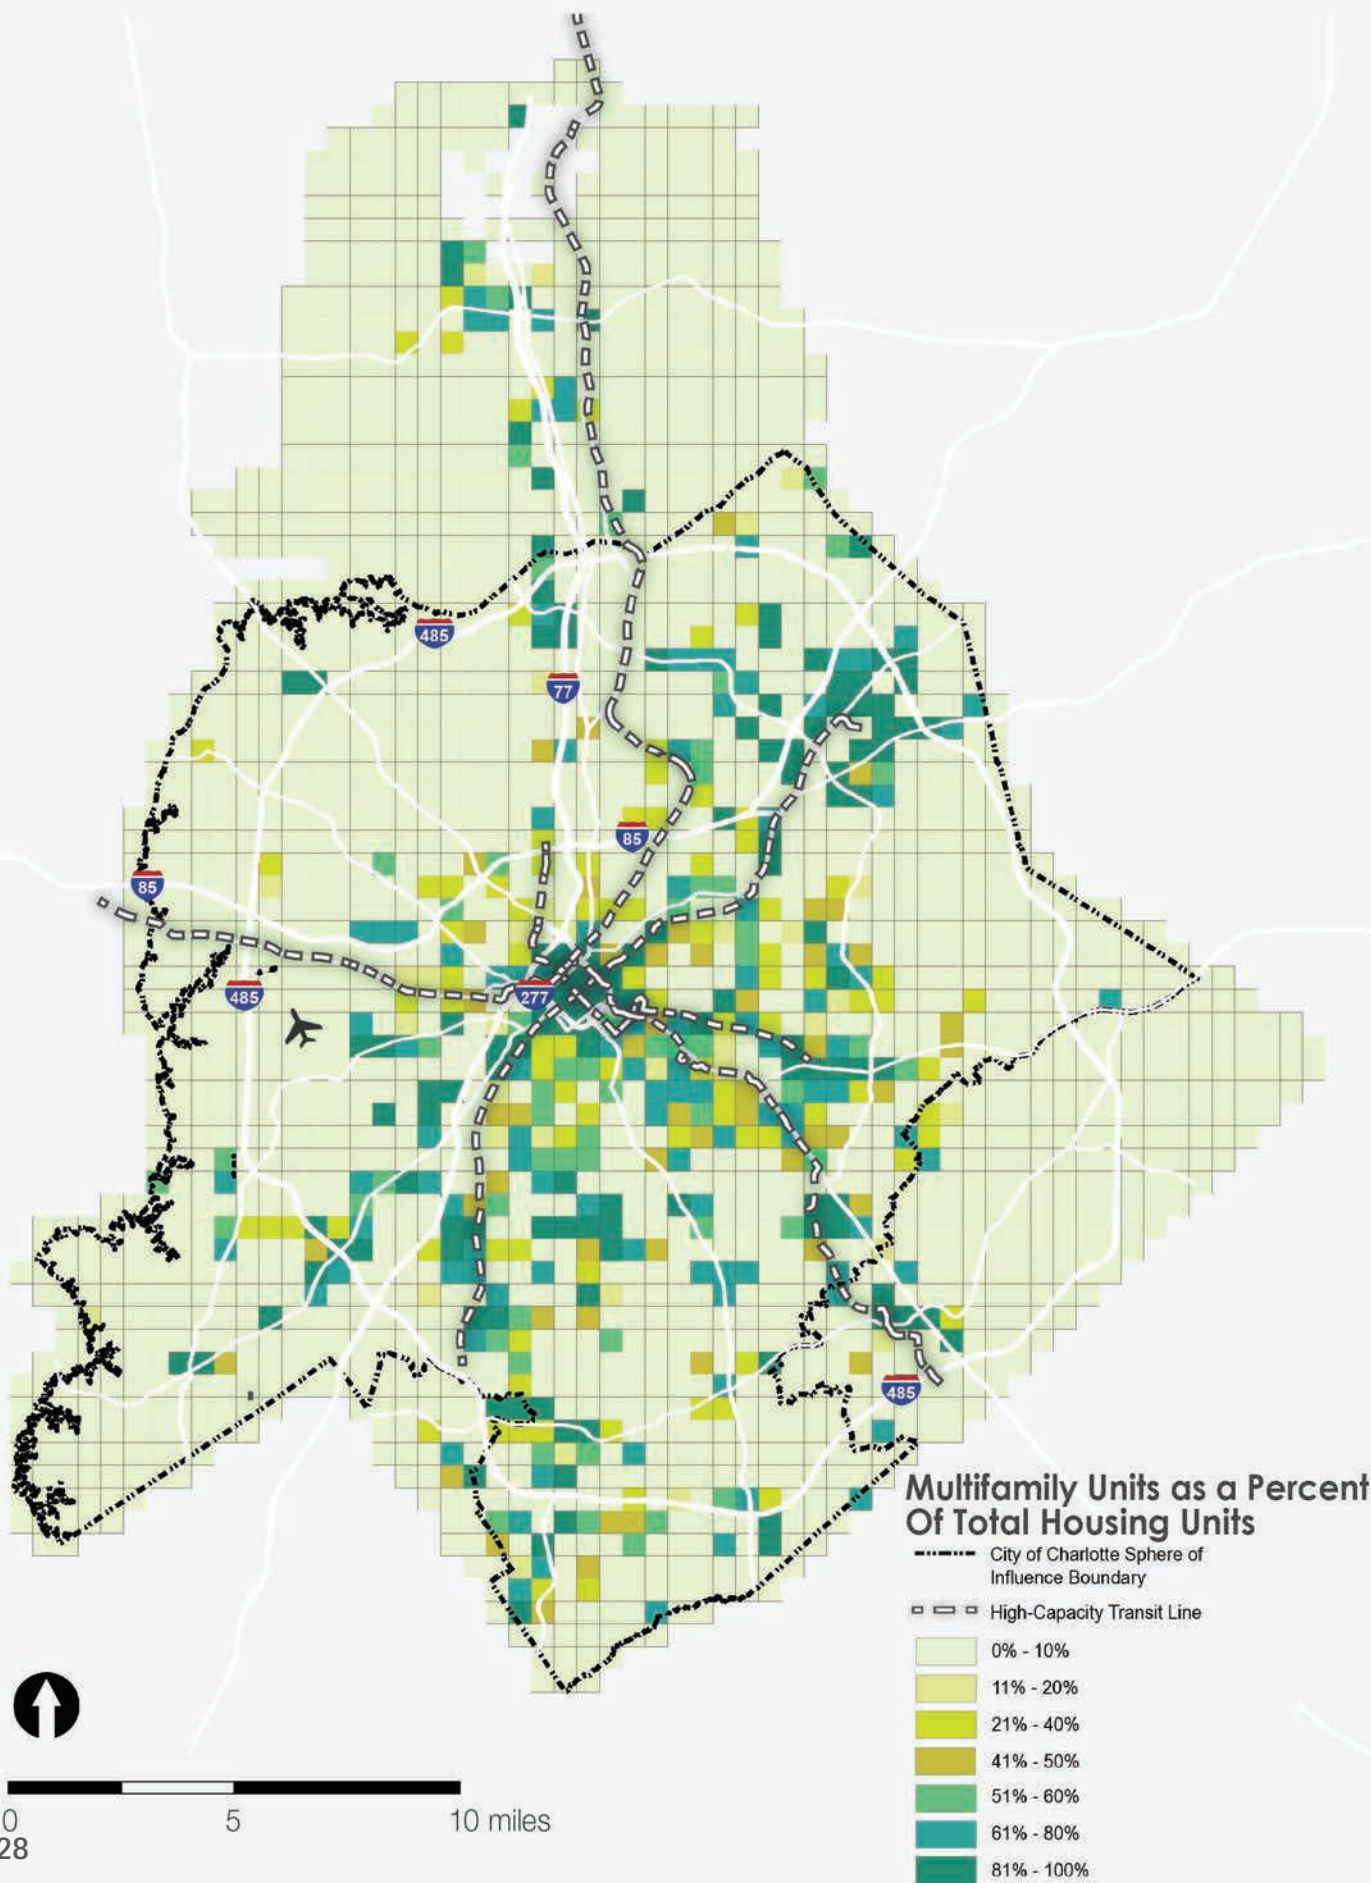 485
77
85
85
277
485
485
Multifamily Units as a Percent
Of Total Housing Units
City of Charlotte Sphere of
Influence Boundary
High-Capacity Transit Line
0% - 10%
11% - 20%
21% - 40%
41% - 50%
51% - 60%
61% - 80%
81% - 100%
0 5 10 miles
28